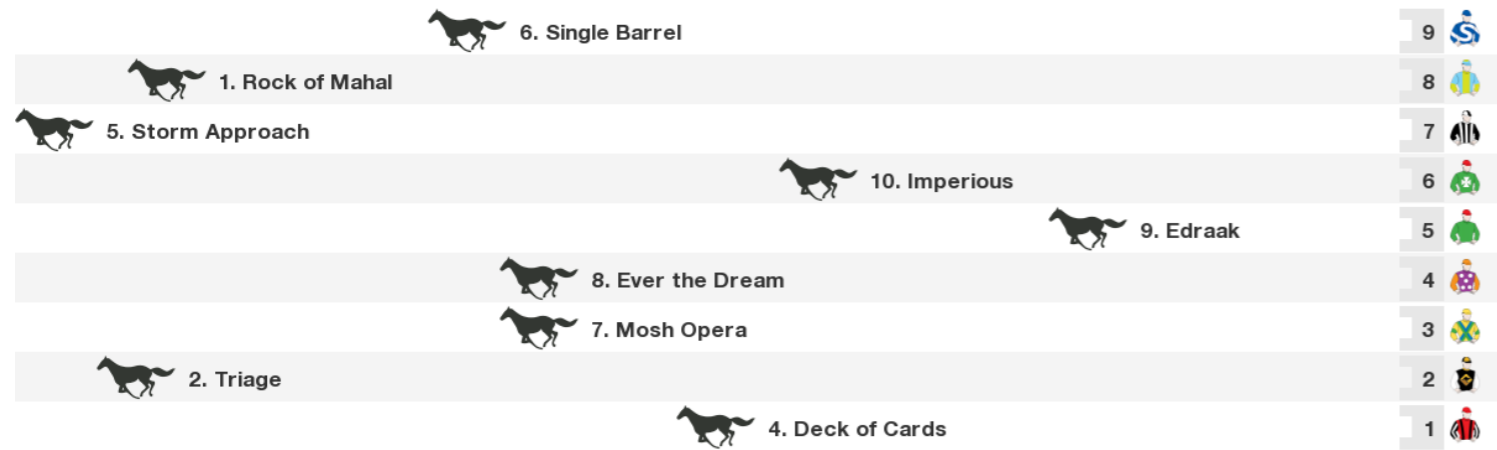 6. Single Barrel 9
1. Rock of Mahal 8
5. Storm Approach 7
10. Imperious 6
9. Edraak 5
8. Ever the Dream 4
7. Mosh Opera 3
2. Triage 2
4. Deck of Cards 1